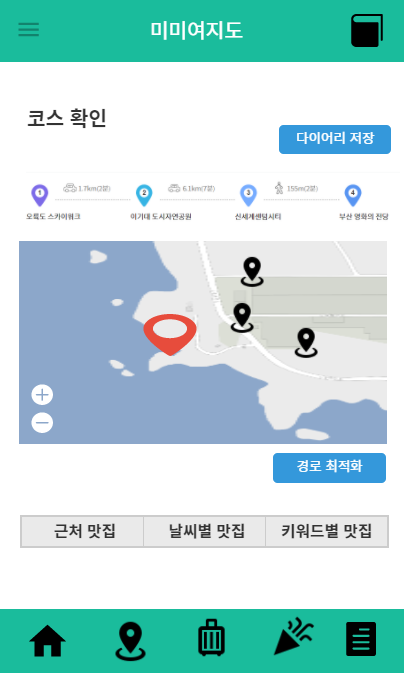 미미여지도
코스 확인
다이어리 저장
1 1.7km(2분) 2 6.1km(7분) 3 155m(2분) 4
오륙도 스카이워크 이기대 도시자연공원 신세계센텀시티 부산 영화의 전당
경로 최적화
근처 맛집 날씨별 맛집 키워드별 맛집